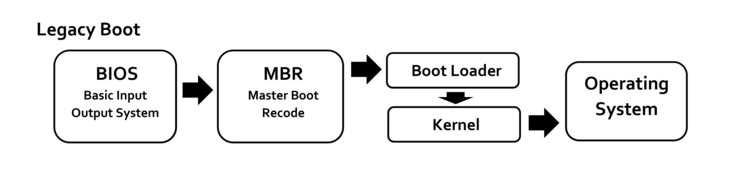 Legacy Boot
BIOS
Basic Input
Output System
MBR
Master Boot
Recode
Boot Loader
Kernel
Operating
System